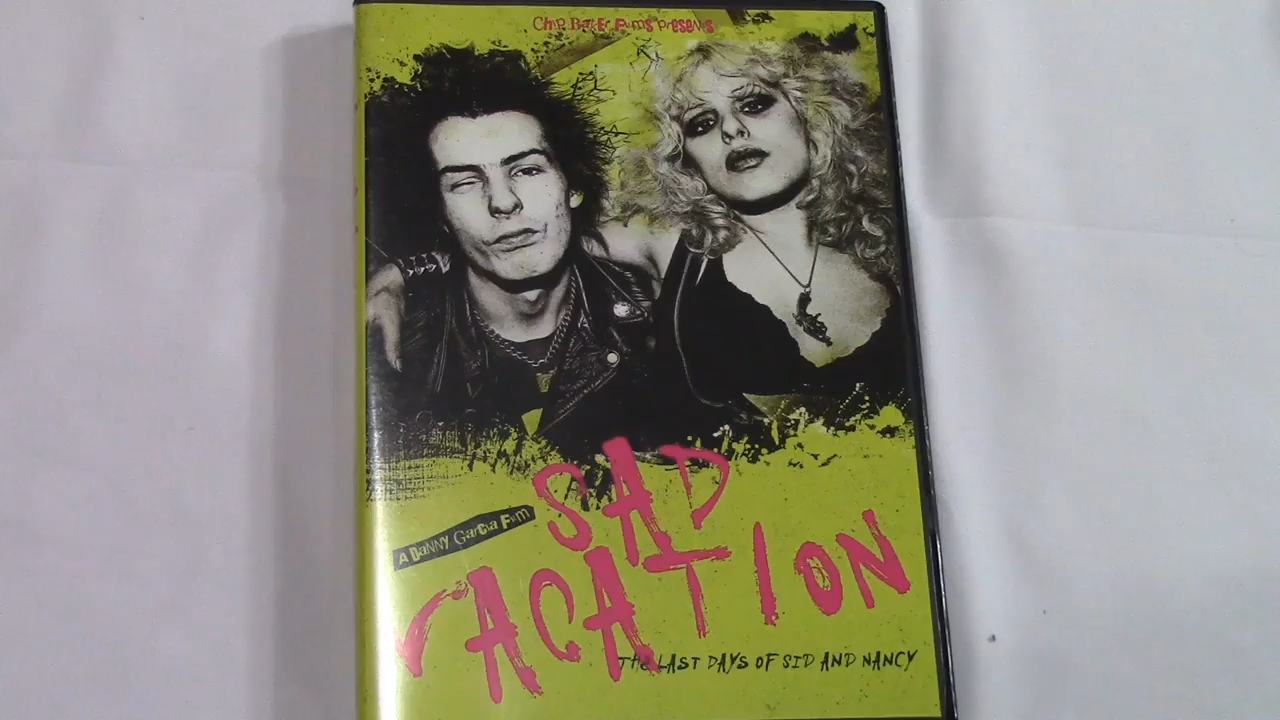 CHIP BAKER FILMS PRESENTS
A DANNY GARCIA FILM
SAD
VACATION
THE LAST DAYS OF SID AND NANCY